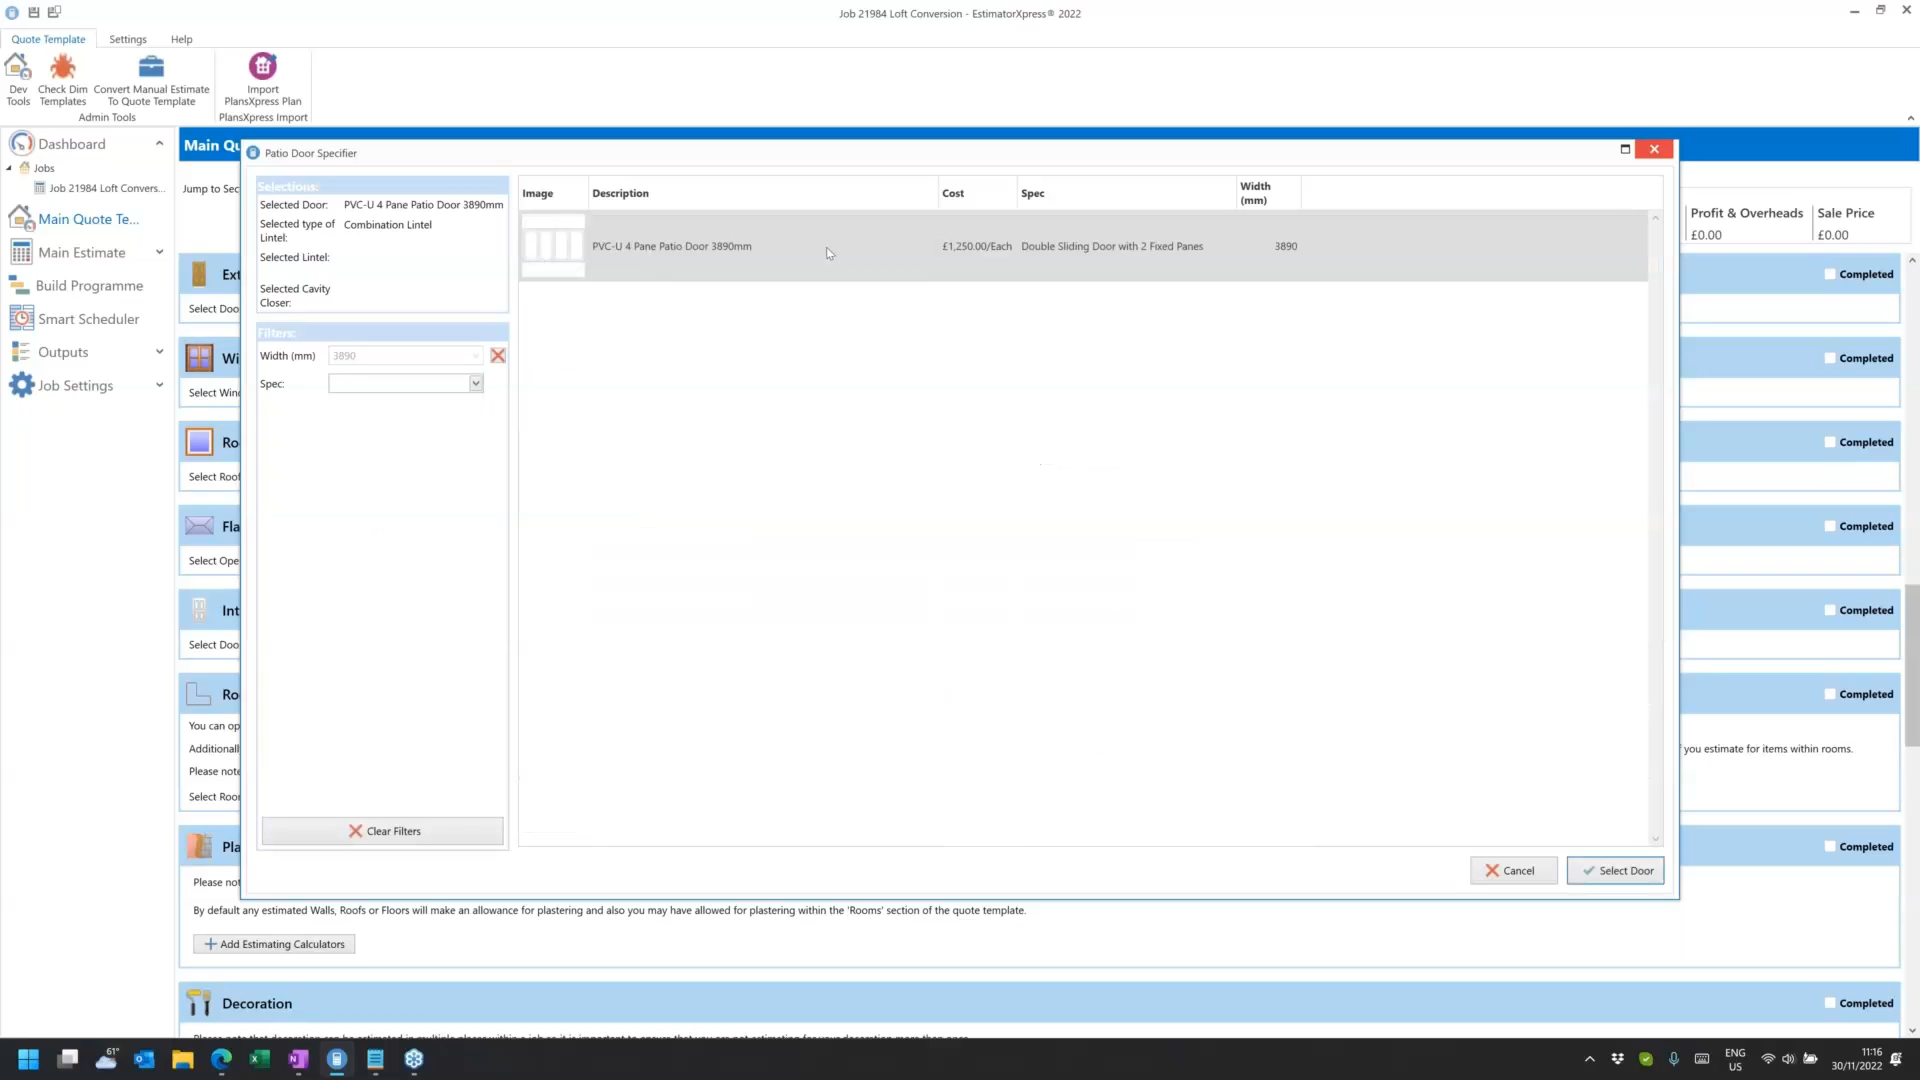 Job 21984 Loft Conversion - EstimatorXpress® 2022
Quote Template Settings Help
Dev Tools
Check Dim Templates
Convert Manual Estimate To Quote Template
Import PlansXpress Plan
Admin Tools
PlansXpress Import
Dashboard
Jobs
Job 21984 Loft Convers...
Main Quote Te...
Main Estimate
Build Programme
Smart Scheduler
Outputs
Job Settings
Main Qu
Jump to Sec
Profit & Overheads Sale Price
£0.00 £0.00
Patio Door Specifier
Selections:
Selected Door: PVC-U 4 Pane Patio Door 3890mm
Selected type of Lintel: Combination Lintel
Selected Lintel:
Selected Cavity Closer:
Filters:
Width (mm) 3890
Spec:
Clear Filters
Image Description Cost Spec Width (mm)
PVC-U 4 Pane Patio Door 3890mm £1,250.00/Each Double Sliding Door with 2 Fixed Panes 3890
Cancel Select Door
Ext Completed
Select Doo
Wi Completed
Select Wind
Ro Completed
Select Roof
Fla Completed
Select Ope
Int Completed
Select Doo
Ro Completed
You can op
Additionall f you estimate for items within rooms.
Please note
Select Roor
Pla Completed
Please not
By default any estimated Walls, Roofs or Floors will make an allowance for plastering and also you may have allowed for plastering within the 'Rooms' section of the quote template.
Add Estimating Calculators
Decoration Completed
61°
ENG US
11:16
30/11/2022